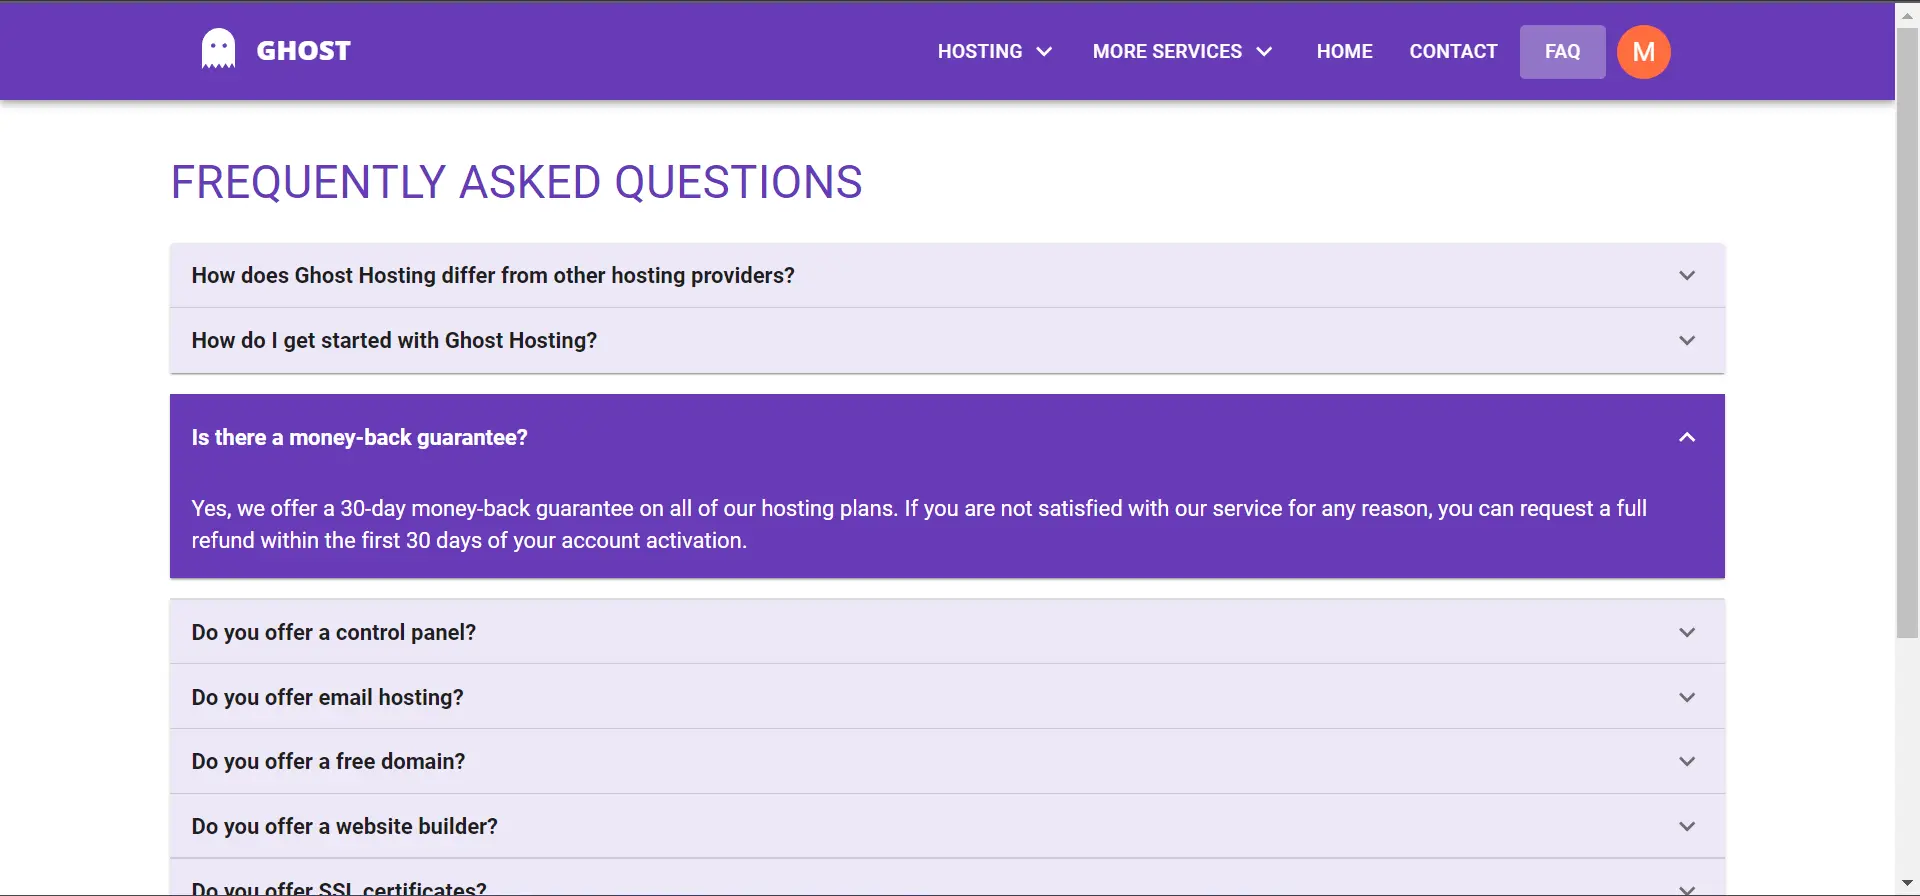 GHOST
HOSTING
MORE SERVICES
HOME
CONTACT
FAQ
M
FREQUENTLY ASKED QUESTIONS
How does Ghost Hosting differ from other hosting providers?
How do I get started with Ghost Hosting?
Is there a money-back guarantee?
Yes, we offer a 30-day money-back guarantee on all of our hosting plans. If you are not satisfied with our service for any reason, you can request a full
refund within the first 30 days of your account activation.
Do you offer a control panel?
Do you offer email hosting?
Do you offer a free domain?
Do you offer a website builder?
Do you offer SSL certificates?